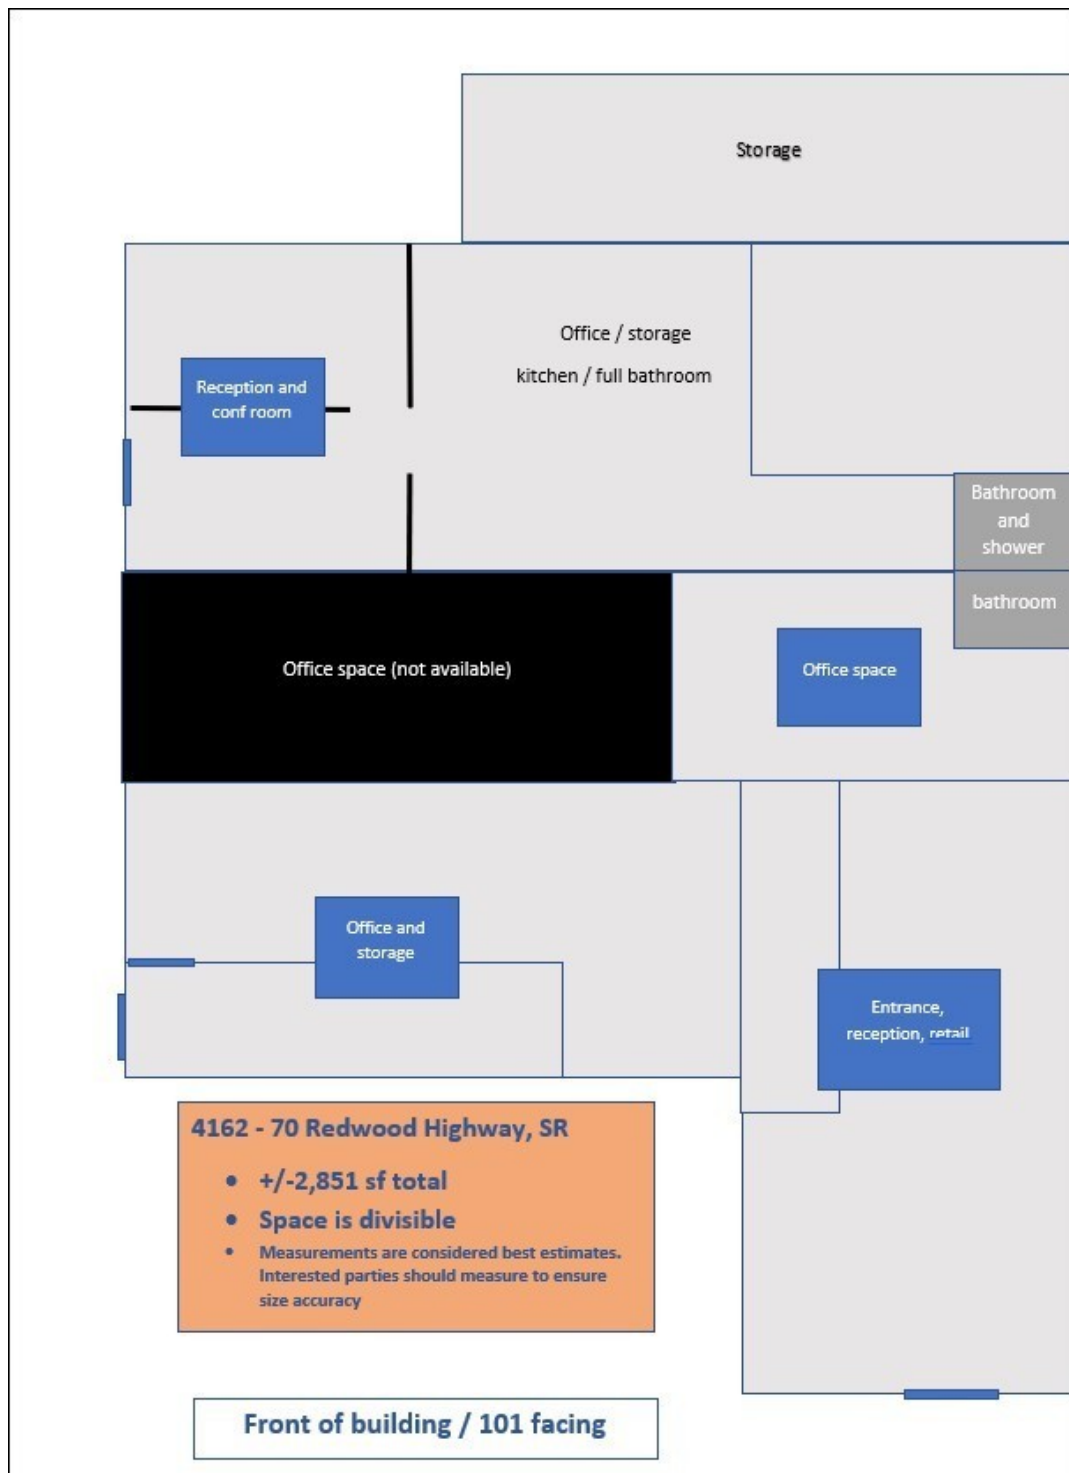 Storage
Office / storage
kitchen / full bathroom
Reception and
conf room
Bathroom
and
shower
bathroom
Office space (not available)
Office space
Office and
storage
Entrance,
reception, retail
4162 - 70 Redwood Highway, SR
• +/-2,851 sf total
• Space is divisible
• Measurements are considered best estimates.
Interested parties should measure to ensure
size accuracy
Front of building / 101 facing